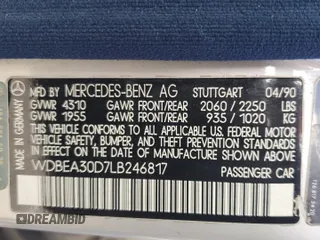 MADE IN GERMANY
MFD BY MERCEDES-BENZ AG STUTTGART 04/90
GVWR 4310 GAWR FRONT/REAR 2060 / 2250 LBS
GVWR 1955 GAWR FRONT/REAR 935 / 1020 KG
THIS VEHICLE CONFORMS TO ALL APPLICABLE FEDERAL
MOTOR VEHICLE SAFETY, BUMPER AND THEFT PREVENTION
STANDARDS IN EFFECT ON THE DATE OF MANUFACTURE
SHOWN ABOVE
WDBEA30D7LB246817 PASSENGER CAR
DREAMBID